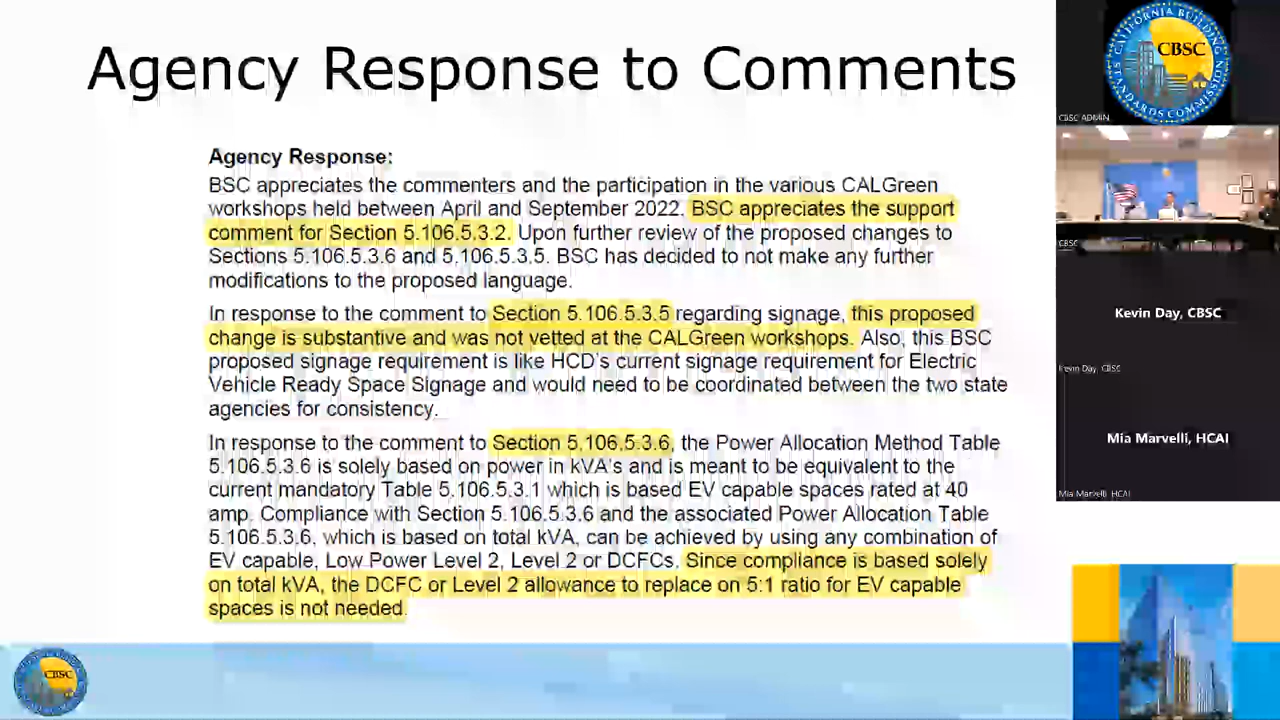 Agency Response to Comments
Agency Response:
BSC appreciates the commenters and the participation in the various CALGreen
workshops held between April and September 2022. BSC appreciates the support
comment for Section 5.106.5.3.2. Upon further review of the proposed changes to
Sections 5.106.5.3.6 and 5.106.5.3.5. BSC has decided to not make any further
modifications to the proposed language.
In response to the comment to Section 5.106.5.3.5 regarding signage, this proposed
change is substantive and was not vetted at the CALGreen workshops. Also, this BSC
proposed signage requirement is like HCD's current signage requirement for Electric
Vehicle Ready Space Signage and would need to be coordinated between the two state
agencies for consistency.
In response to the comment to Section 5.106.5.3.6, the Power Allocation Method Table
5.106.5.3.6 is solely based on power in kVA's and is meant to be equivalent to the
current mandatory Table 5.106.5.3.1 which is based EV capable spaces rated at 40
amp. Compliance with Section 5.106.5.3.6 and the associated Power Allocation Table
5.106.5.3.6, which is based on total kVA, can be achieved by using any combination of
EV capable, Low Power Level 2, Level 2 or DCFCs. Since compliance is based solely
on total kVA, the DCFC or Level 2 allowance to replace on 5:1 ratio for EV capable
spaces is not needed.
CBSC
CALIFORNIA BUILDING
STANDARDS COMMISSION
CBSC
CBSC ADMIN
CBSC
Kevin Day, CBSC
Kevin Day, CBSC
Mia Marvelli, HCAI
Mia Marvelli, HCAI